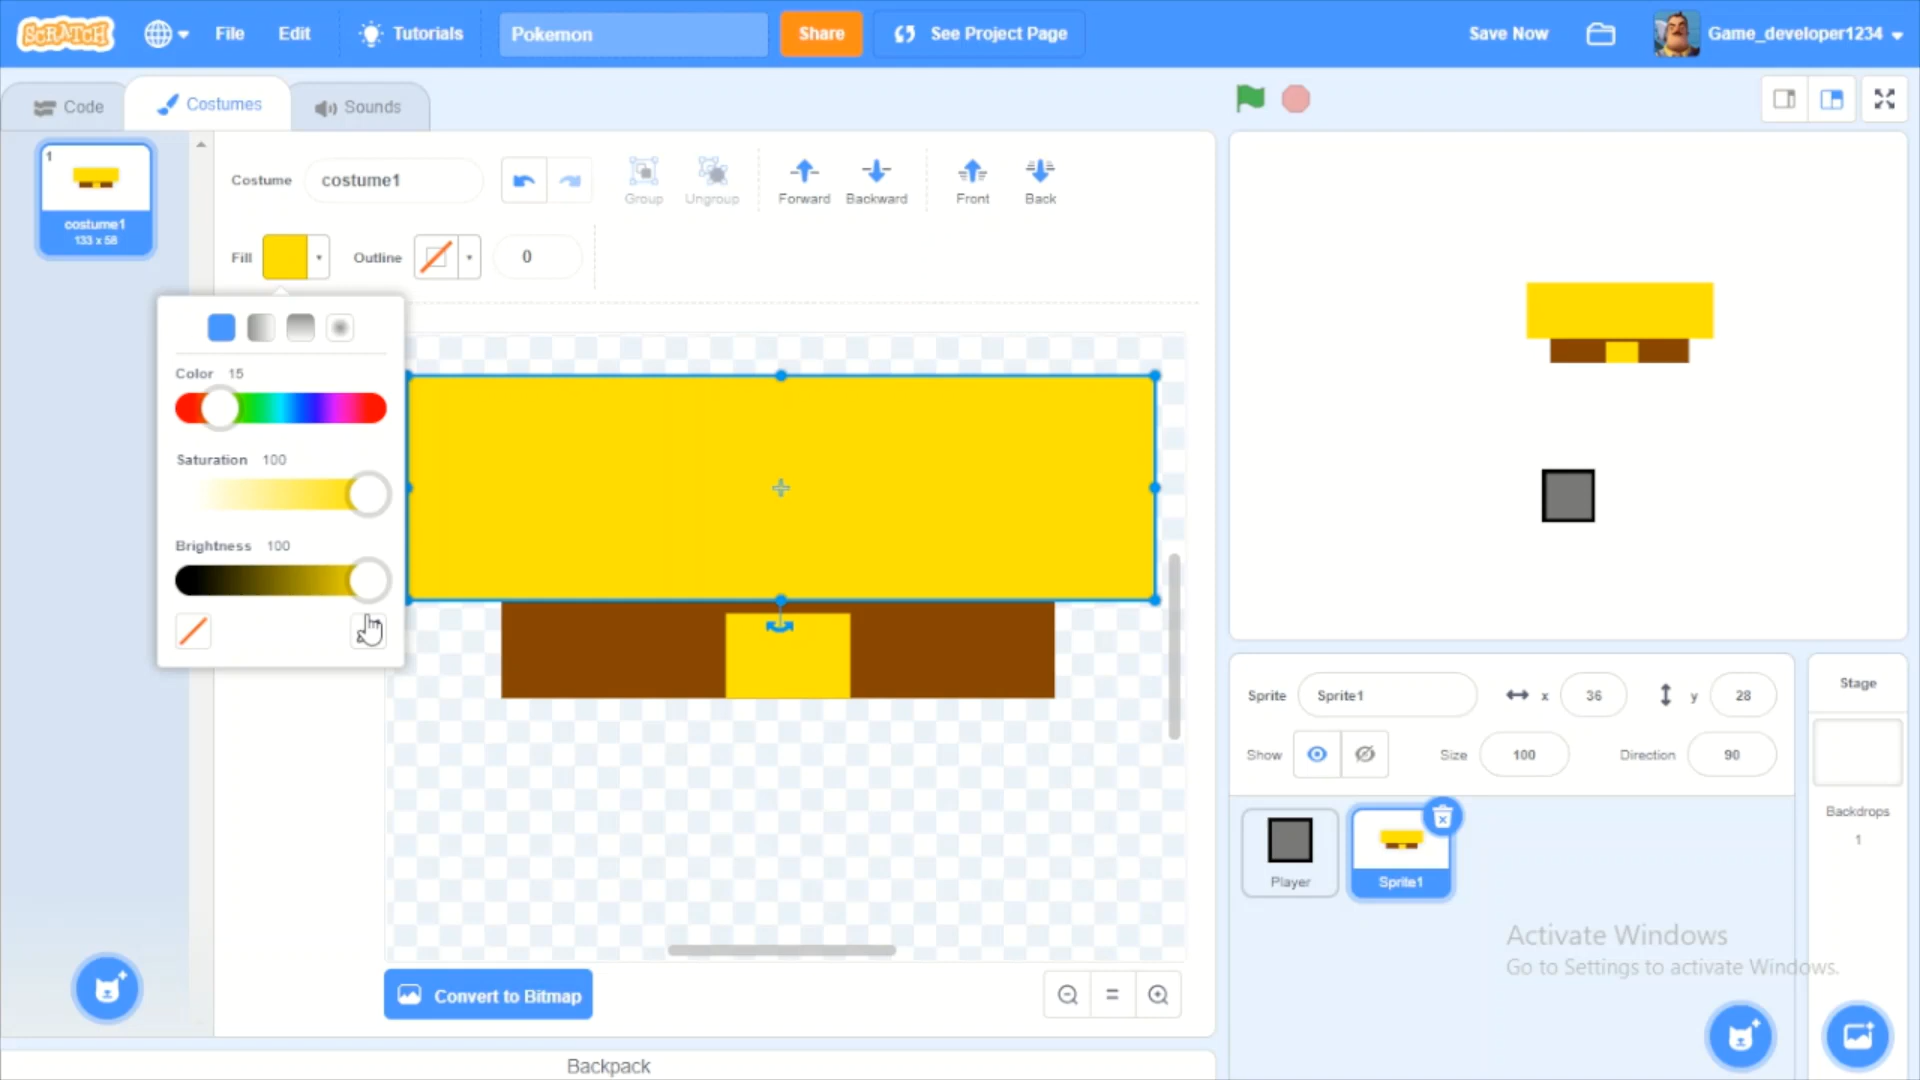 SCRATCH
File
Edit
Tutorials
Pokemon
Share
See Project Page
Save Now
Game_developer1234
Code
Costumes
Sounds
1
costume1
133 x 58
Costume
costume1
Group
Ungroup
Forward
Backward
Front
Back
Fill
Outline
0
Color 15
Saturation 100
Brightness 100
Convert to Bitmap
Backpack
Sprite
Sprite1
x
36
y
28
Show
Size
100
Direction
90
Player
Sprite1
Stage
Backdrops
1
Activate Windows
Go to Settings to activate Windows.